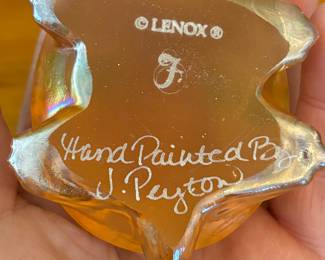 © LENOX ®
F
Hand Painted By
J. Peyton